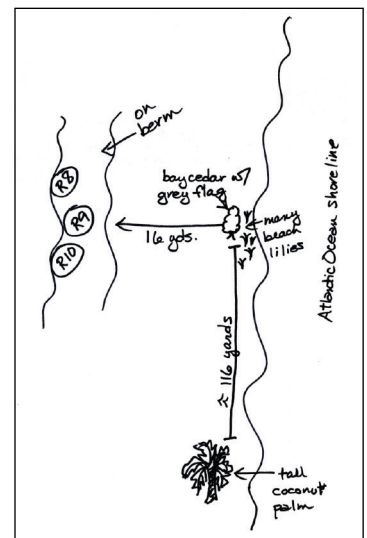 on
berm
R8
R9
R10
baycedar w/
grey flag
16 yds.
many
beach
lilies
Atlantic Ocean shoreline
≈ 116 yards
tall
coconut
palm